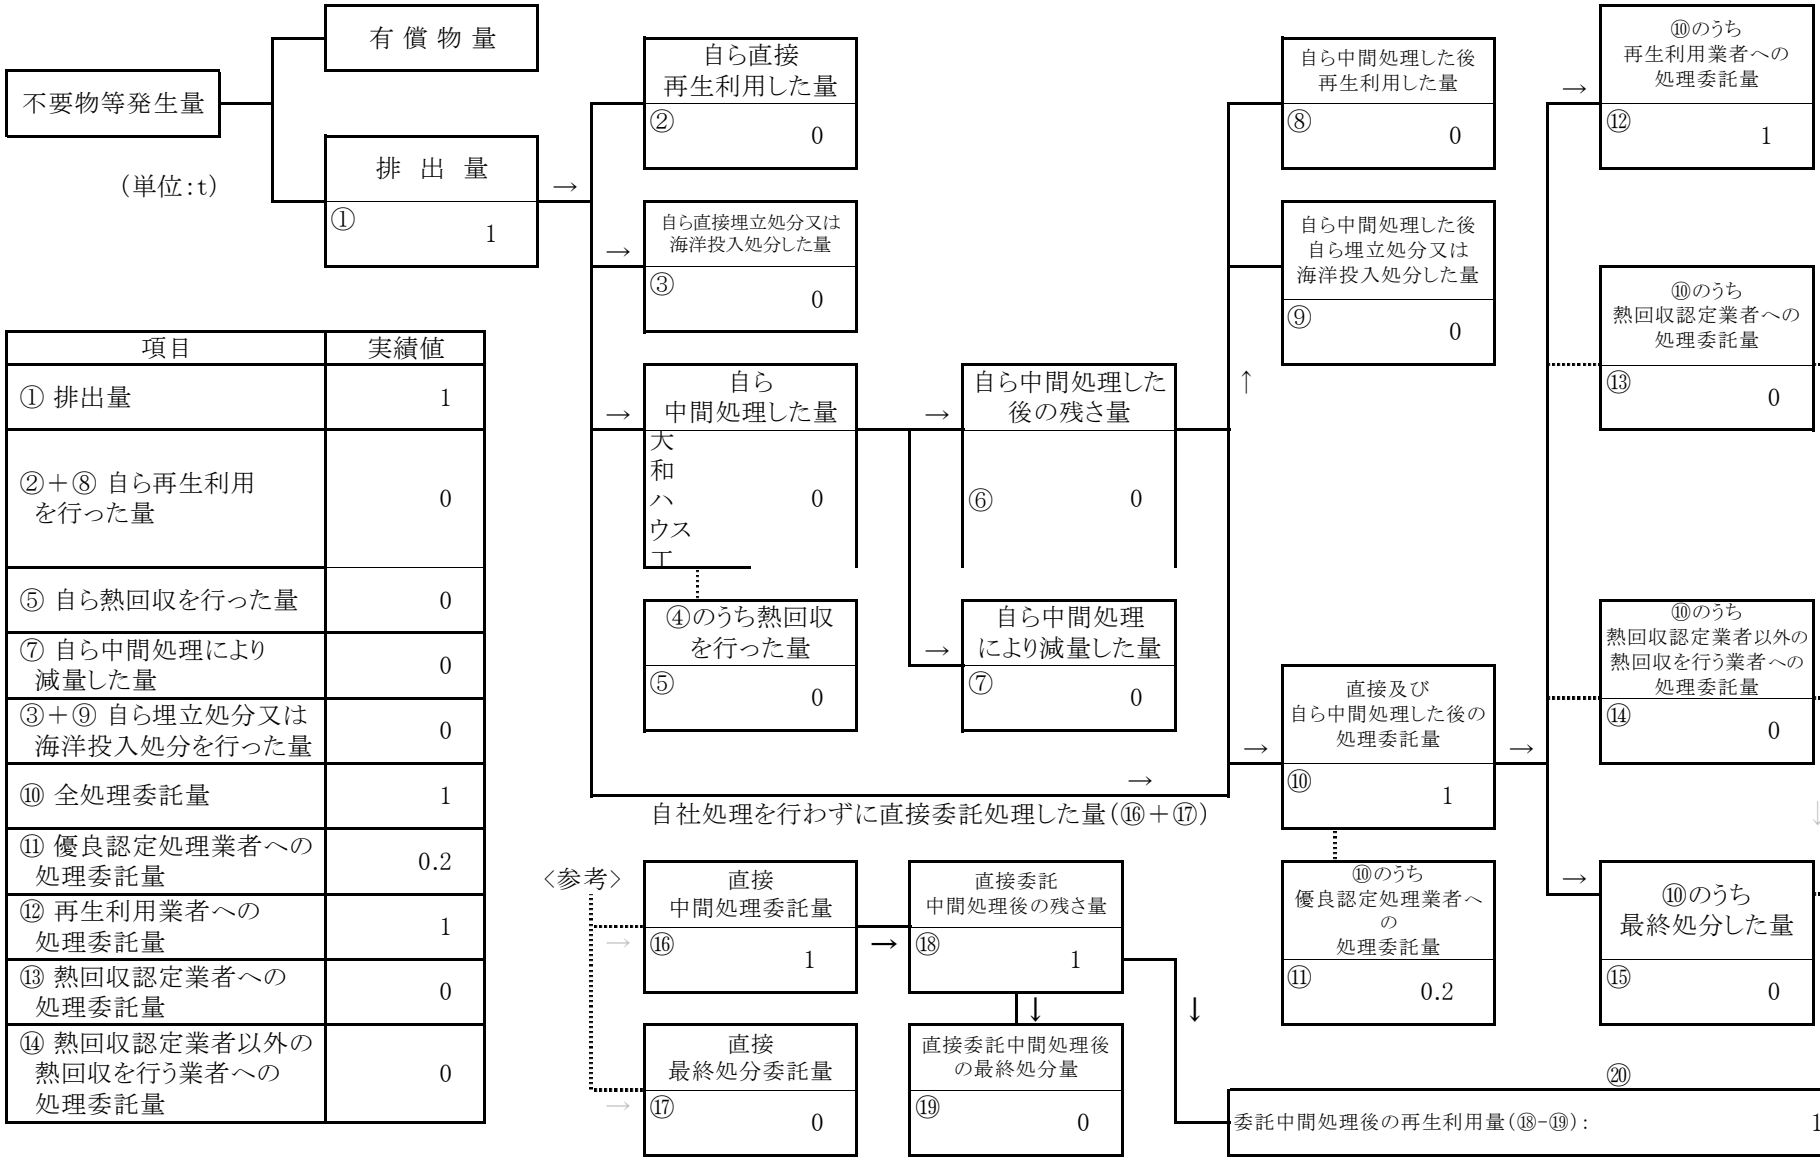 有 償 物 量
不要物等発生量
(単位:t)
排 出 量
→
①
1
自ら直接
再生利用した量
②
0
→
自ら直接埋立処分又は
海洋投入処分した量
③
0
→
自ら
中間処理した量
大
和
ハ
ウス
工
0
→
自ら中間処理した
後の残さ量
⑥
0
④のうち熱回収
を行った量
⑤
0
→
自ら中間処理
により減量した量
⑦
0
自ら中間処理した後
再生利用した量
⑧
0
自ら中間処理した後
自ら埋立処分又は
海洋投入処分した量
⑨
0
↑
→
自社処理を行わずに直接委託処理した量(⑯+⑰)
→
直接及び
自ら中間処理した後の
処理委託量
⑩
1
⑩のうち
優良認定処理業者へ
の
処理委託量
⑪
0.2
→
→
⑩のうち
再生利用業者への
処理委託量
⑫
1
⑩のうち
熱回収認定業者への
処理委託量
⑬
0
⑩のうち
熱回収認定業者以外の
熱回収を行う業者への
処理委託量
⑭
0
↓
→
⑩のうち
最終処分した量
⑮
0
項目 実績値
① 排出量 1
②+⑧ 自ら再生利用
を行った量 0
⑤ 自ら熱回収を行った量 0
⑦ 自ら中間処理により
減量した量 0
③+⑨ 自ら埋立処分又は
海洋投入処分を行った量 0
⑩ 全処理委託量 1
⑪ 優良認定処理業者への
処理委託量 0.2
⑫ 再生利用業者への
処理委託量 1
⑬ 熱回収認定業者への
処理委託量 0
⑭ 熱回収認定業者以外の
熱回収を行う業者への
処理委託量 0
<参考>
→
直接
中間処理委託量
⑯
1
→
直接委託
中間処理後の残さ量
⑱
1
↓
↓
→
直接
最終処分委託量
⑰
0
直接委託中間処理後
の最終処分量
⑲
0
⑳
委託中間処理後の再生利用量(⑱-⑲): 1